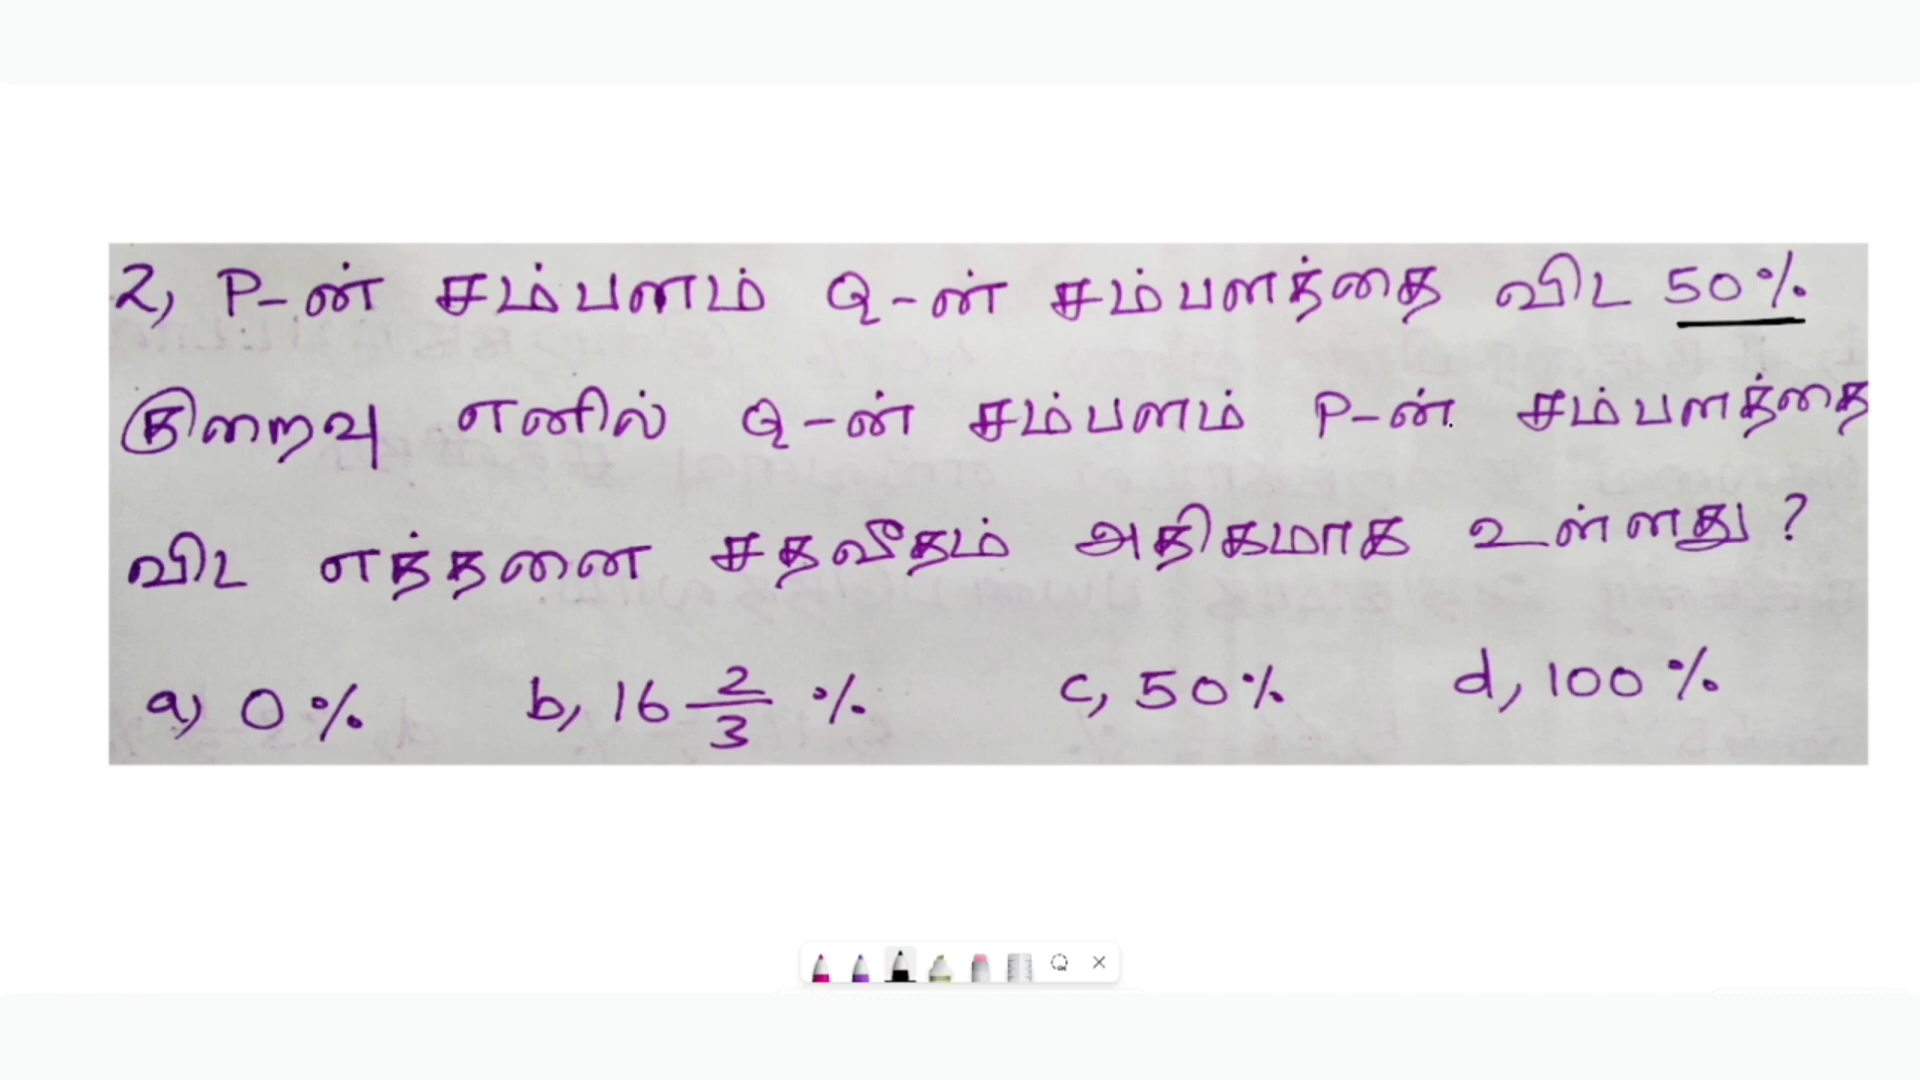 2, P-ன் சம்பளம் Q-ன் சம்பளத்தை விட 50%
குறைவு எனில் Q-ன் சம்பளம் P-ன் சம்பளத்தை
விட எத்தனை சதவீதம் அதிகமாக உள்ளது?
a) 0% b, 16 2/3 % c, 50% d, 100%